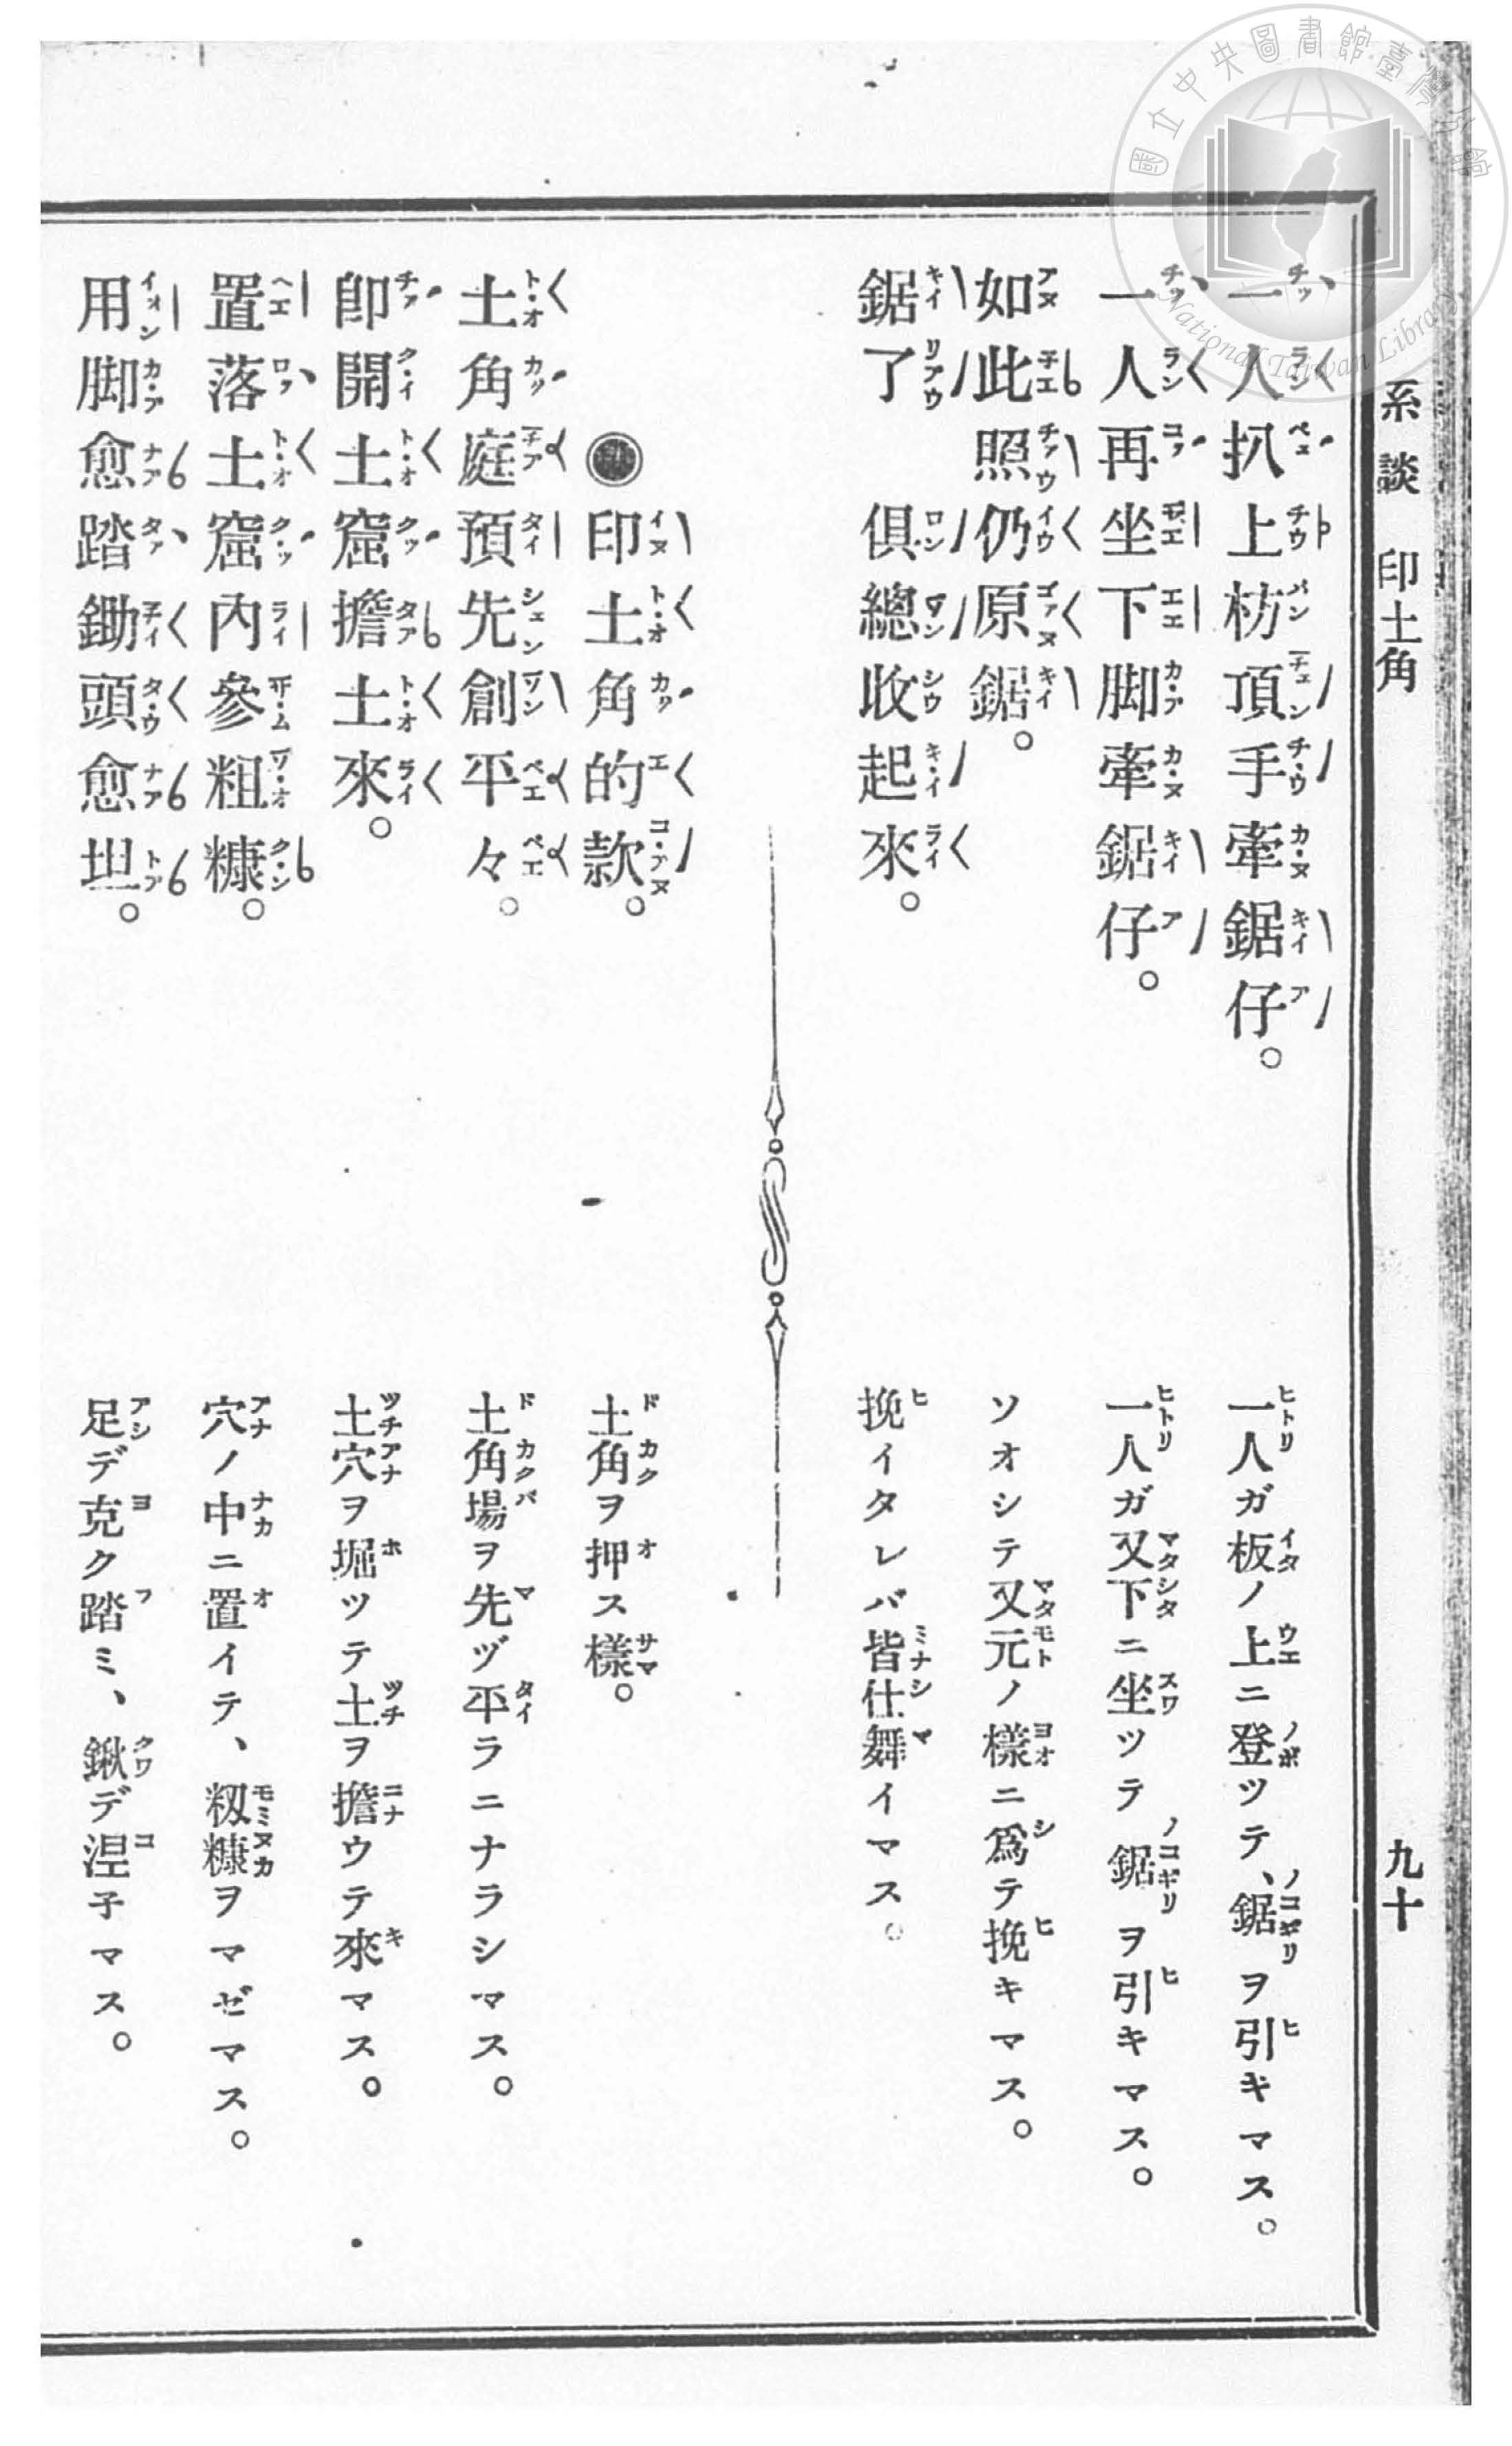 系談 印土角
九十
一人扒上枋頂手牽鋸仔。
一人ガ板ノ上ニ登ツテ、鋸ヲ引キマス。
一人再坐下脚牽鋸仔。
一人ガ又下ニ坐ツテ鋸ヲ引キマス。
如此照仍原鋸。
ソオシテ又元ノ樣ニ爲テ挽キマス。
鋸了俱總收起來。
挽イタレバ皆仕舞イマス。
印土角的款。
土角ヲ押ス樣。
土角庭預先創平々。
土角場ヲ先ヅ平ラニナラシマス。
卽開土窟擔土來。
土穴ヲ堀ツテ土ヲ擔ウテ來マス。
置落土窟內參粗糠。
穴ノ中ニ置イテ、籾糠ヲマゼマス。
用脚愈踏鋤頭愈坦。
足デ克ク踏ミ、鍬デ湼子マス。
國立中央圖書館臺灣分館
National Taiwan Library